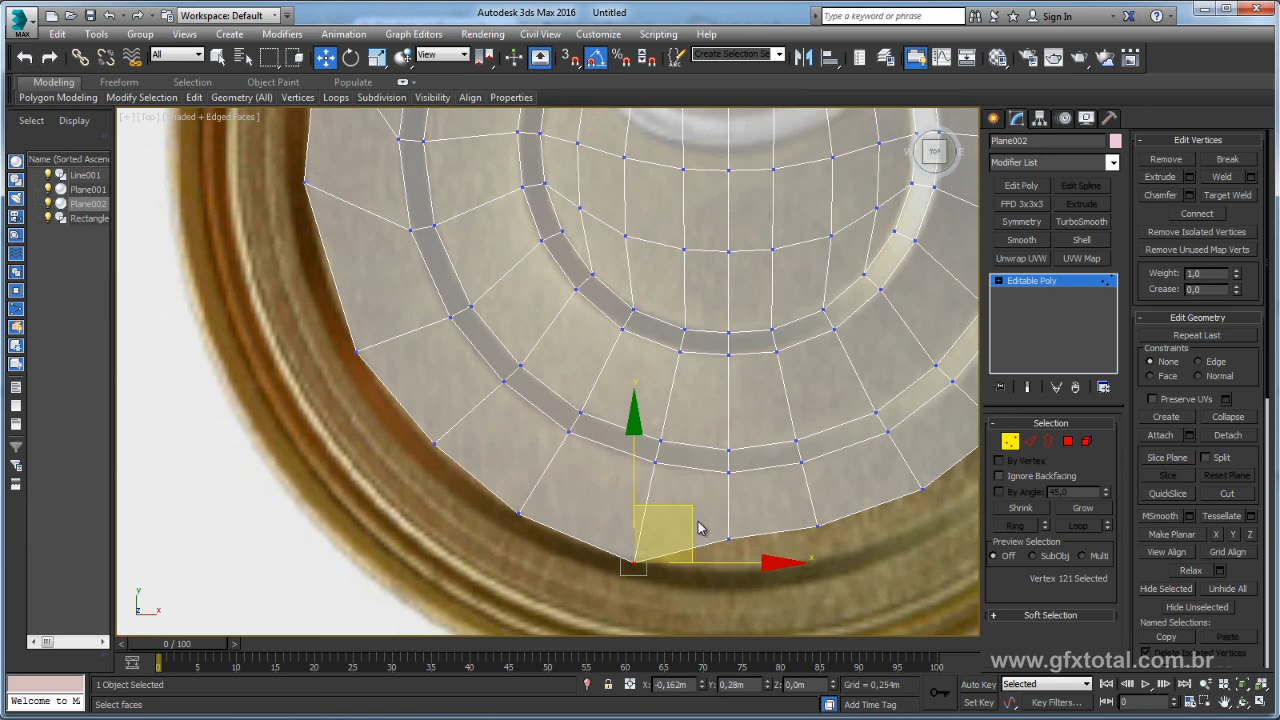 Autodesk 3ds Max 2016 Untitled
MAX
Workspace: Default
Type a keyword or phrase
Sign In
Edit Tools Group Views Create Modifiers Animation Graph Editors Rendering Civil View Customize Scripting Help
All
View
Create Selection Se
Modeling Freeform Selection Object Paint Populate
Polygon Modeling Modify Selection Edit Geometry (All) Vertices Loops Subdivision Visibility Align Properties
Select Display
Name (Sorted Ascen
Line001
Plane001
Plane002
Rectangle
[+] [Top] [Shaded + Edged Faces]
TOP
y
x
Plane002
Modifier List
Edit Poly Edit Spline
FFD 3x3x3 Extrude
Symmetry TurboSmooth
Smooth Shell
Unwrap UVW UVW Map
Editable Poly
Selection
By Vertex
Ignore Backfacing
By Angle: 45,0
Shrink Grow
Ring Loop
Preview Selection
Off SubObj Multi
Vertex 121 Selected
Soft Selection
Edit Vertices
Remove Break
Extrude Weld
Chamfer Target Weld
Connect
Remove Isolated Vertices
Remove Unused Map Verts
Weight: 1,0
Crease: 0,0
Edit Geometry
Repeat Last
Constraints
None Edge
Face Normal
Preserve UVs
Create Collapse
Attach Detach
Slice Plane Split
Slice Reset Plane
QuickSlice Cut
MSmooth Tessellate
Make Planar X Y Z
View Align Grid Align
Relax
Hide Selected Unhide All
Hide Unselected
Named Selections:
Copy Paste
Delete Isolated Vertices
www.gfxtotal.com.br
0 / 100
0 5 10 15 20 25 30 35 40 45 50 55 60 65 70 75 80 85 90 95 100
1 Object Selected
X: -0,162m Y: 0,28m Z: 0,0m Grid = 0,254m
Auto Key Selected
Welcome to M
Select faces
Add Time Tag
Set Key Key Filters...
0